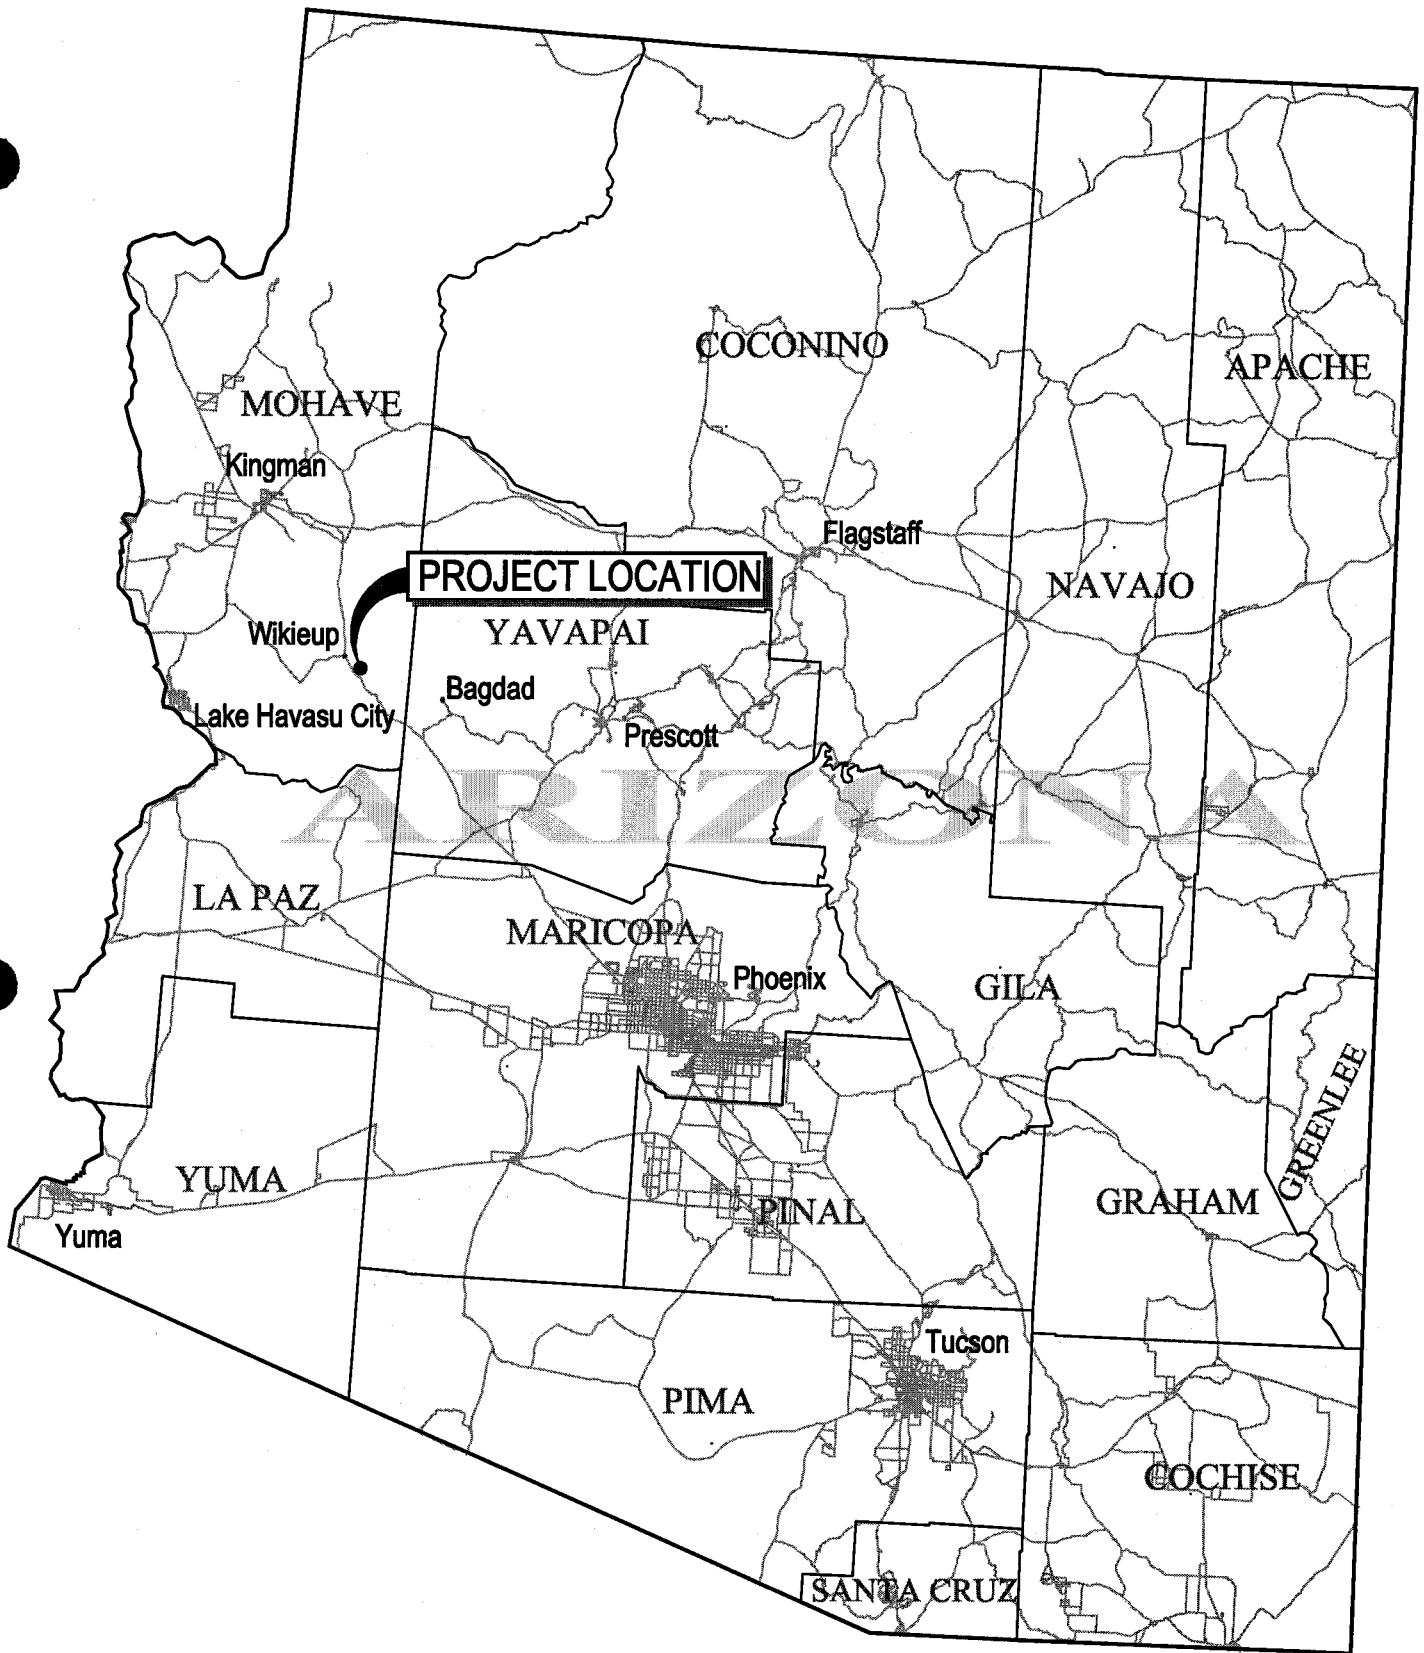 COCONINO
APACHE
MOHAVE
Kingman
Flagstaff
PROJECT LOCATION
NAVAJO
Wikieup
YAVAPAI
Bagdad
Lake Havasu City
Prescott
ARIZONA
LA PAZ
MARICOPA
Phoenix
GILA
GREENLEE
YUMA
GRAHAM
PINAL
Yuma
Tucson
PIMA
COCHISE
SANTA CRUZ